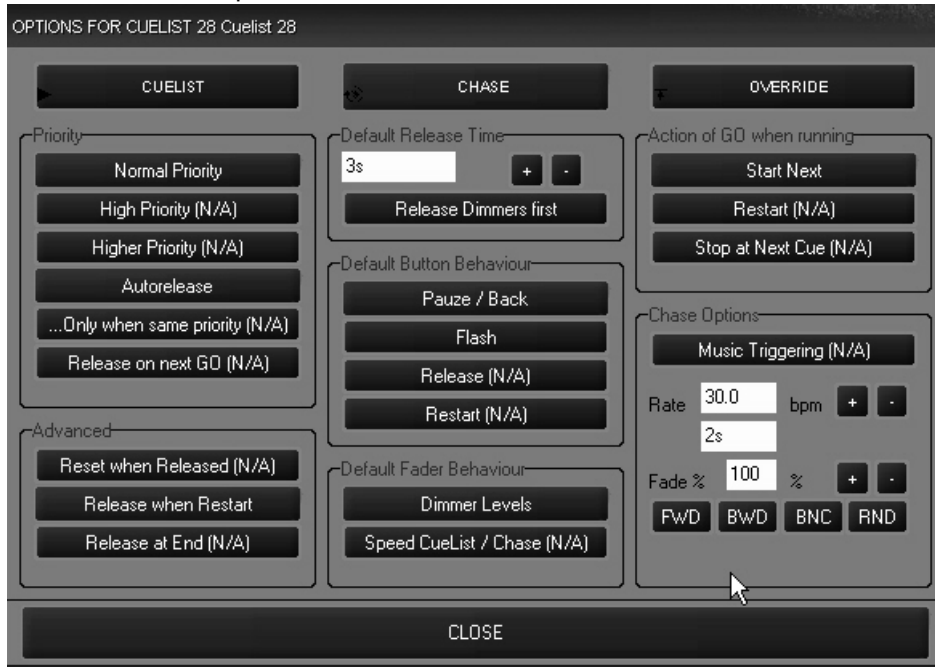 OPTIONS FOR CUELIST 28 Cuelist 28
CUELIST
CHASE
OVERRIDE
Priority
Normal Priority
High Priority (N/A)
Higher Priority (N/A)
Autorelease
...Only when same priority (N/A)
Release on next GO (N/A)
Advanced
Reset when Released (N/A)
Release when Restart
Release at End (N/A)
Default Release Time
3s + -
Release Dimmers first
Default Button Behaviour
Pauze / Back
Flash
Release (N/A)
Restart (N/A)
Default Fader Behaviour
Dimmer Levels
Speed CueList / Chase (N/A)
Action of GO when running
Start Next
Restart (N/A)
Stop at Next Cue (N/A)
Chase Options
Music Triggering (N/A)
Rate 30.0 bpm + -
2s
Fade % 100 % + -
FWD BWD BNC RND
CLOSE